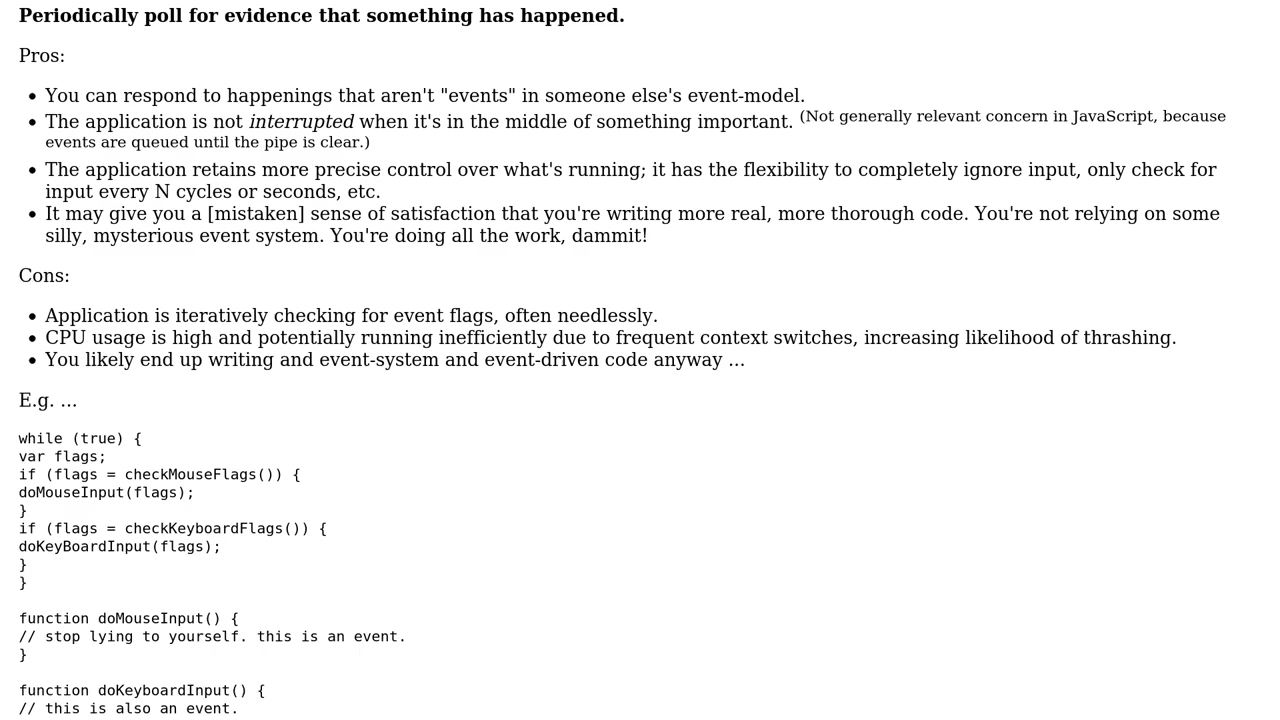 Periodically poll for evidence that something has happened.
Pros:
You can respond to happenings that aren't "events" in someone else's event-model.
The application is not interrupted when it's in the middle of something important. (Not generally relevant concern in JavaScript, because
events are queued until the pipe is clear.)
The application retains more precise control over what's running; it has the flexibility to completely ignore input, only check for
input every N cycles or seconds, etc.
It may give you a [mistaken] sense of satisfaction that you're writing more real, more thorough code. You're not relying on some
silly, mysterious event system. You're doing all the work, dammit!
Cons:
Application is iteratively checking for event flags, often needlessly.
CPU usage is high and potentially running inefficiently due to frequent context switches, increasing likelihood of thrashing.
You likely end up writing and event-system and event-driven code anyway ...
E.g. ...
while (true) {
var flags;
if (flags = checkMouseFlags()) {
doMouseInput(flags);
}
if (flags = checkKeyboardFlags()) {
doKeyBoardInput(flags);
}
}
function doMouseInput() {
// stop lying to yourself. this is an event.
}
function doKeyboardInput() {
// this is also an event.